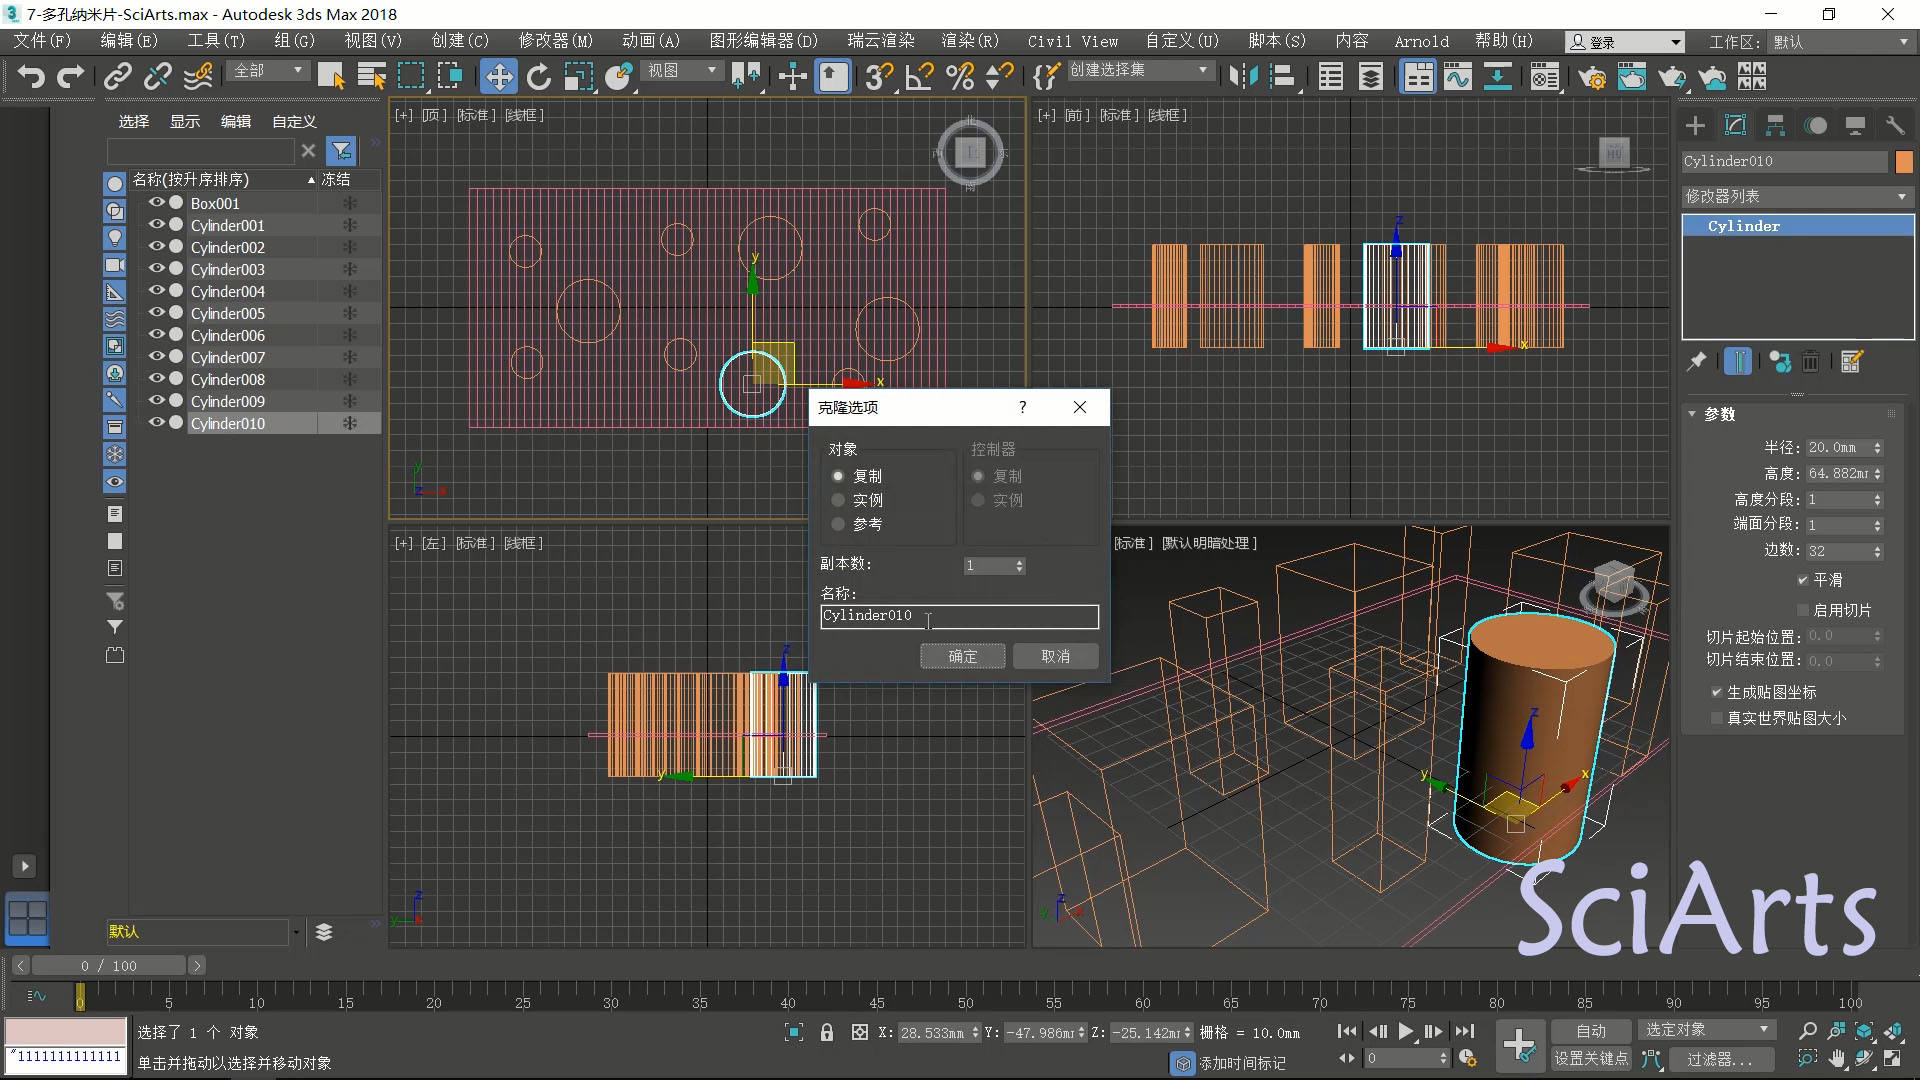 7-多孔纳米片-SciArts.max - Autodesk 3ds Max 2018
文件(F) 编辑(E) 工具(T) 组(G) 视图(V) 创建(C) 修改器(M) 动画(A) 图形编辑器(D) 瑞云渲染 渲染(R) Civil View 自定义(U) 脚本(S) 内容 Arnold 帮助(H) 登录 工作区: 默认
全部 视图 创建选择集
选择 显示 编辑 自定义
名称(按升序排序) 冻结
Box001
Cylinder001
Cylinder002
Cylinder003
Cylinder004
Cylinder005
Cylinder006
Cylinder007
Cylinder008
Cylinder009
Cylinder010
默认
[+] [顶] [标准] [线框]
[+] [前] [标准] [线框]
[+] [左] [标准] [线框]
[标准] [默认明暗处理]
克隆选项 ?
对象 控制器
复制 复制
实例 实例
参考
副本数: 1
名称:
Cylinder010
确定 取消
Cylinder010
修改器列表
Cylinder
参数
半径: 20.0mm
高度: 64.882m
高度分段: 1
端面分段: 1
边数: 32
平滑
启用切片
切片起始位置: 0.0
切片结束位置: 0.0
生成贴图坐标
真实世界贴图大小
SciArts
0 / 100
0 5 10 15 20 25 30 35 40 45 50 55 60 65 70 75 80 85 90 95 100
选择了 1 个 对象
"1111111111111
单击并拖动以选择并移动对象
X: 28.533mm Y: -47.986m Z: -25.142m 栅格 = 10.0mm
添加时间标记
0
自动 选定对象
设置关键点 过滤器...